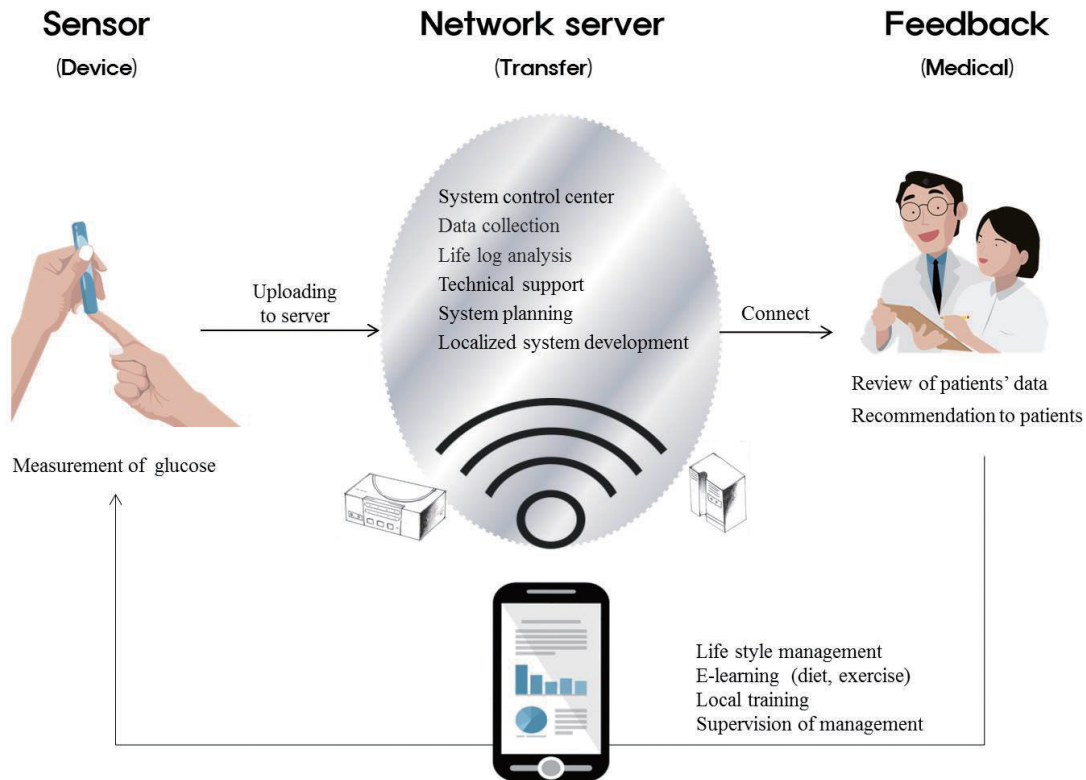 Sensor
(Device)
Network server
(Transfer)
Feedback
(Medical)
System control center
Data collection
Life log analysis
Technical support
System planning
Localized system development
Uploading
to server
Connect
Review of patients' data
Recommendation to patients
Measurement of glucose
Life style management
E-learning (diet, exercise)
Local training
Supervision of management